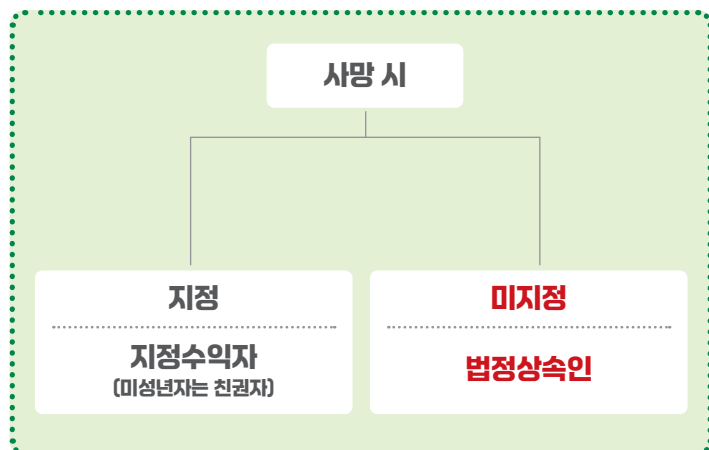 사망 시
지정
지정수익자
(미성년자는 친권자)
미지정
법정상속인